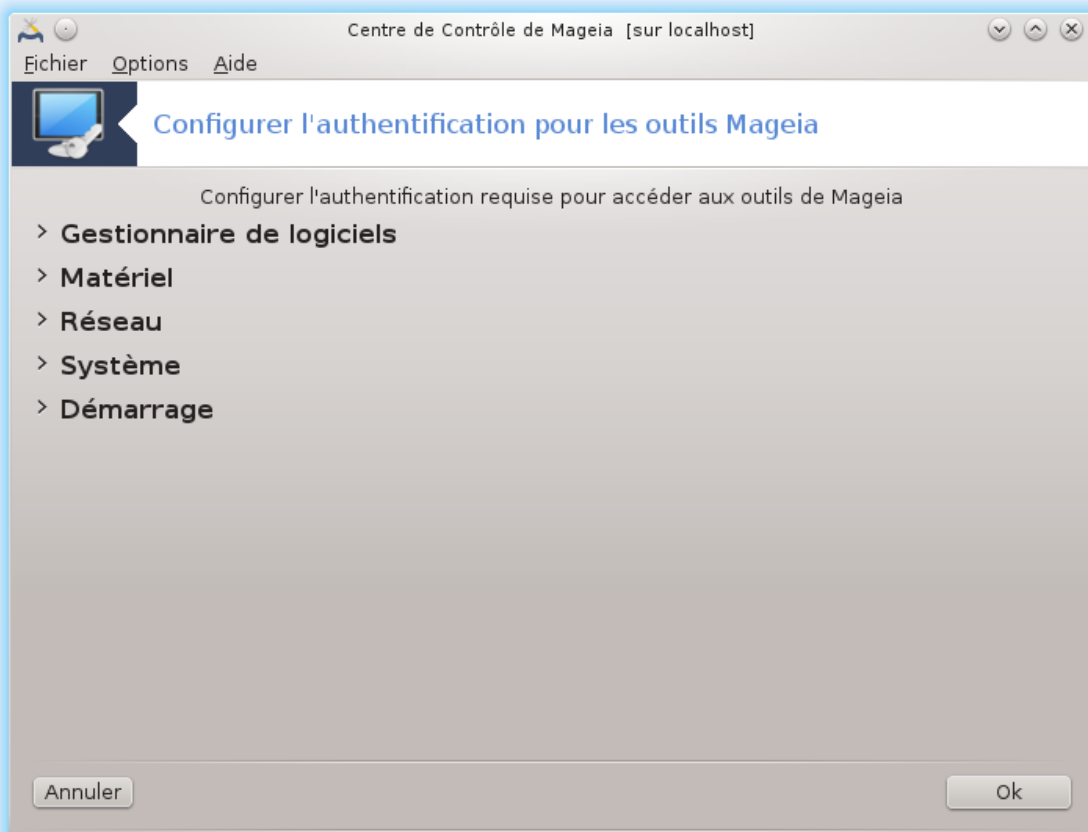 Centre de Contrôle de Mageia [sur localhost]
Fichier Options Aide
Configurer l'authentification pour les outils Mageia
Configurer l'authentification requise pour accéder aux outils de Mageia
> Gestionnaire de logiciels
> Matériel
> Réseau
> Système
> Démarrage
Annuler Ok